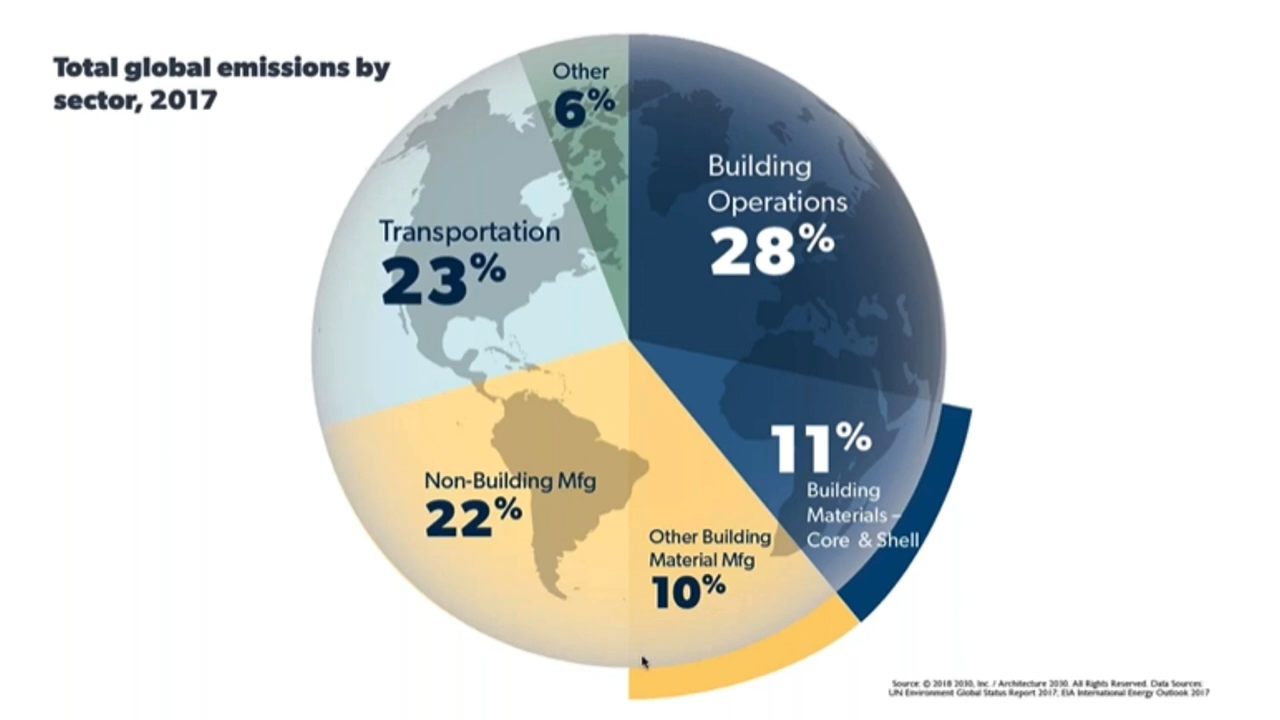 Total global emissions by
sector, 2017
Other
6%
Building
Operations
28%
Transportation
23%
11%
Building
Materials –
Core & Shell
Non-Building Mfg
22%
Other Building
Material Mfg
10%
Source: © 2018 2030, Inc. / Architecture 2030. All Rights Reserved. Data Sources:
UN Environment Global Status Report 2017; EIA International Energy Outlook 2017